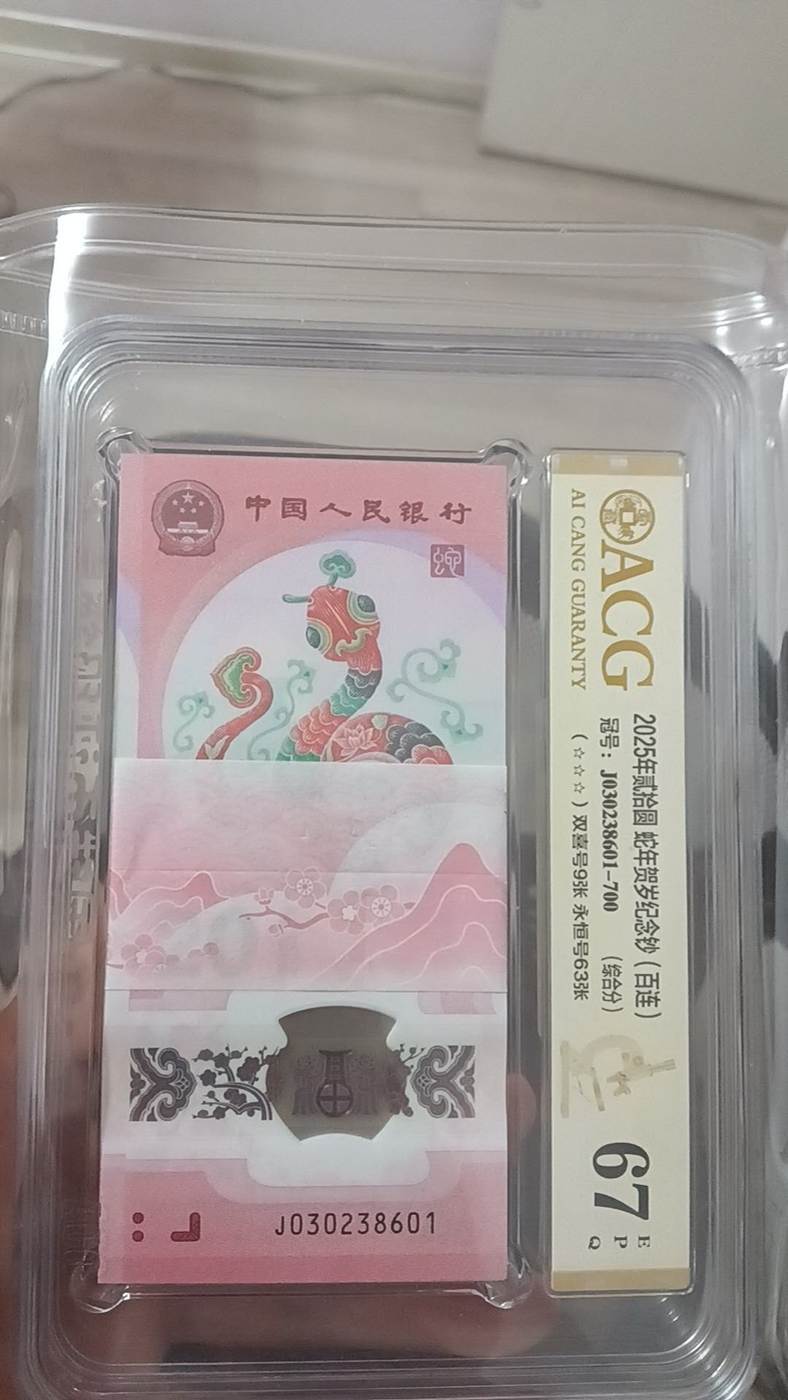 中国人民银行
蛇
J030238601
ACG
AI CANG GUARANTY
2025年贰拾圆 蛇年贺岁纪念钞（百连）
冠号：J030238601-700 （综合分）
（☆☆☆）双喜号9张 永恒号63张
67
E
P
Q